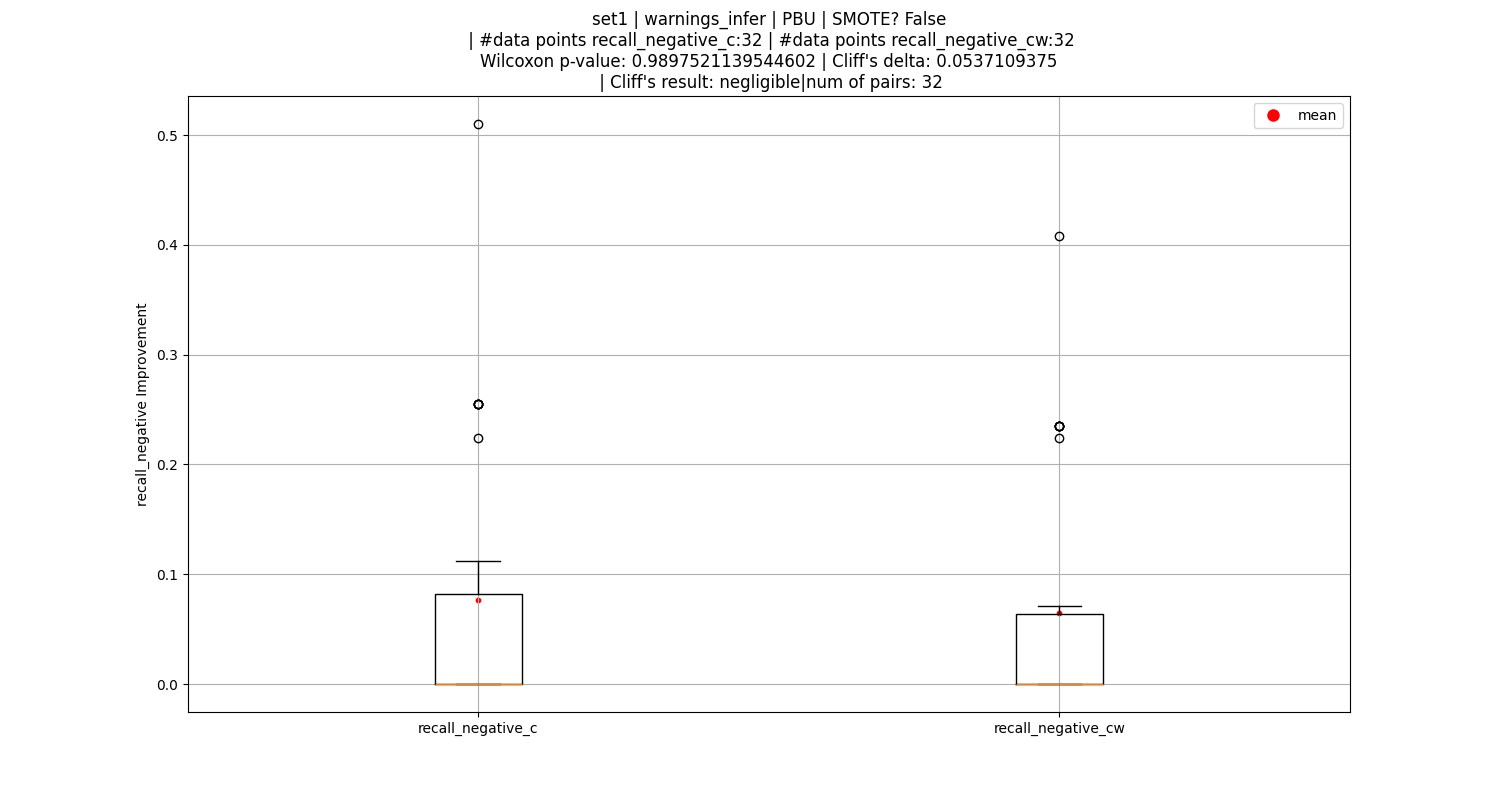 set1 | warnings_infer | PBU | SMOTE? False
| #data points recall_negative_c:32 | #data points recall_negative_cw:32
Wilcoxon p-value: 0.9897521139544602 | Cliff's delta: 0.0537109375
| Cliff's result: negligible|num of pairs: 32
mean
0.5
0.4
0.3
0.2
0.1
0.0
recall_negative Improvement
recall_negative_c
recall_negative_cw